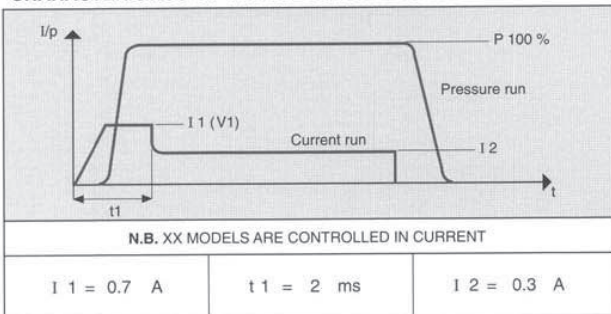 I/p
P 100 %
Pressure run
I 1 (V1)
Current run
I 2
t
t1
N.B. XX MODELS ARE CONTROLLED IN CURRENT
I 1 = 0.7 A
t 1 = 2 ms
I 2 = 0.3 A